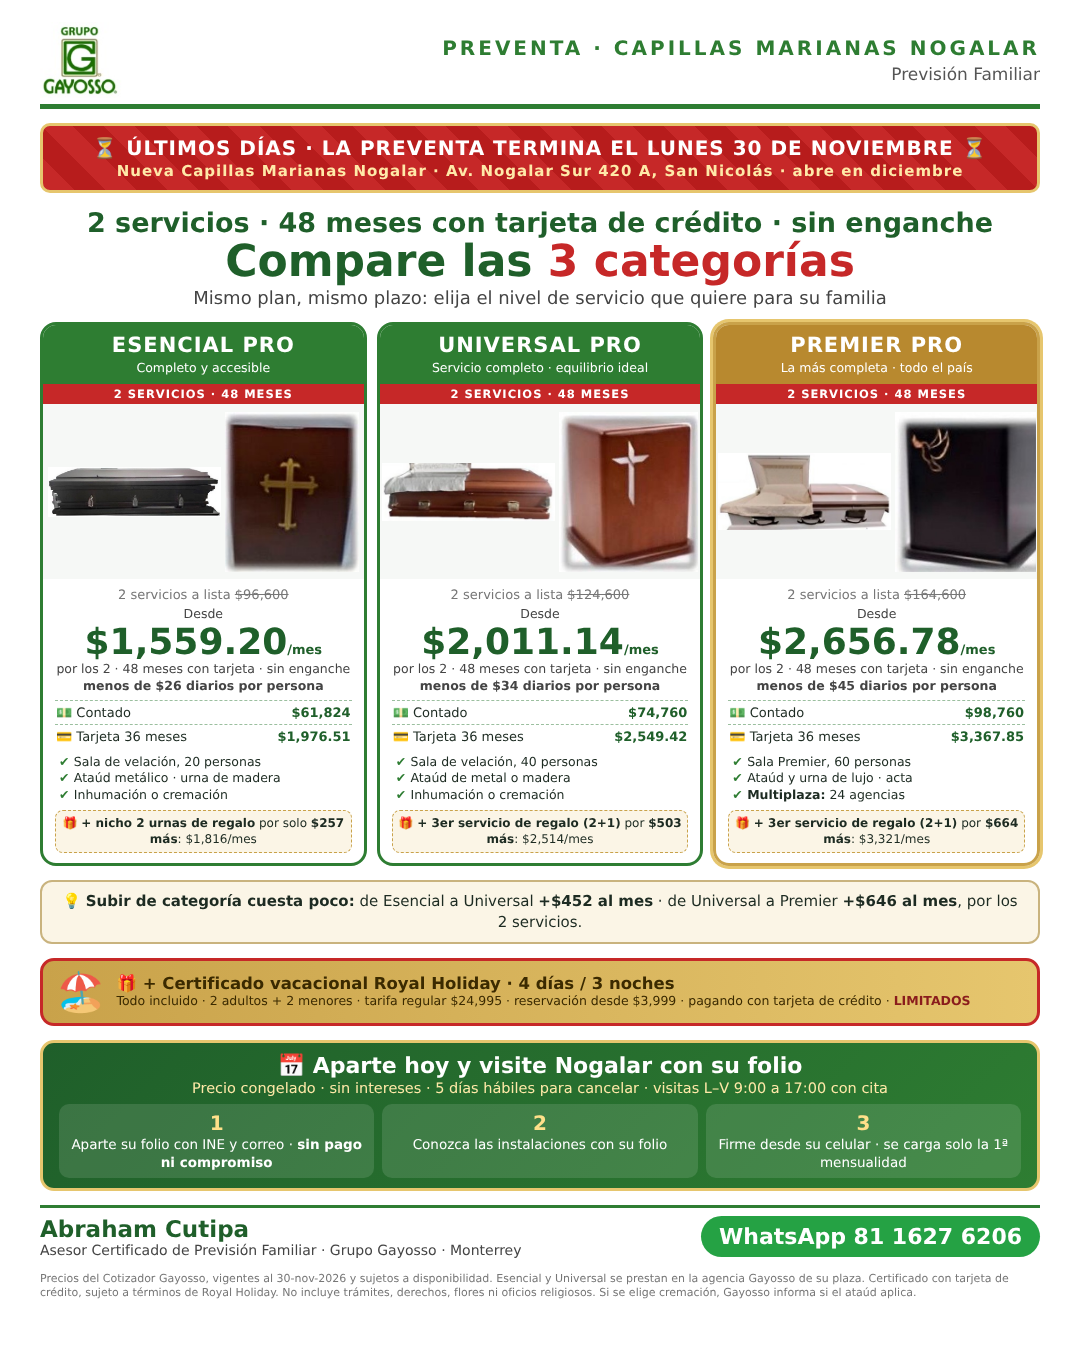 GRUPO
G
GAYOSSO
PREVENTA · CAPILLAS MARIANAS NOGALAR
Previsión Familiar
⏳ ÚLTIMOS DÍAS · LA PREVENTA TERMINA EL LUNES 30 DE NOVIEMBRE ⏳
Nueva Capillas Marianas Nogalar · Av. Nogalar Sur 420 A, San Nicolás · abre en diciembre
2 servicios · 48 meses con tarjeta de crédito · sin enganche
Compare las 3 categorías
Mismo plan, mismo plazo: elija el nivel de servicio que quiere para su familia
ESENCIAL PRO
Completo y accesible
2 SERVICIOS · 48 MESES
2 servicios a lista $96,600
Desde
$1,559.20/mes
por los 2 · 48 meses con tarjeta · sin enganche
menos de $26 diarios por persona
💵 Contado $61,824
💳 Tarjeta 36 meses $1,976.51
✔ Sala de velación, 20 personas
✔ Ataúd metálico · urna de madera
✔ Inhumación o cremación
🎁 + nicho 2 urnas de regalo por solo $257
más: $1,816/mes
UNIVERSAL PRO
Servicio completo · equilibrio ideal
2 SERVICIOS · 48 MESES
2 servicios a lista $124,600
Desde
$2,011.14/mes
por los 2 · 48 meses con tarjeta · sin enganche
menos de $34 diarios por persona
💵 Contado $74,760
💳 Tarjeta 36 meses $2,549.42
✔ Sala de velación, 40 personas
✔ Ataúd de metal o madera
✔ Inhumación o cremación
🎁 + 3er servicio de regalo (2+1) por $503
más: $2,514/mes
PREMIER PRO
La más completa · todo el país
2 SERVICIOS · 48 MESES
2 servicios a lista $164,600
Desde
$2,656.78/mes
por los 2 · 48 meses con tarjeta · sin enganche
menos de $45 diarios por persona
💵 Contado $98,760
💳 Tarjeta 36 meses $3,367.85
✔ Sala Premier, 60 personas
✔ Ataúd y urna de lujo · acta
✔ Multiplaza: 24 agencias
🎁 + 3er servicio de regalo (2+1) por $664
más: $3,321/mes
💡 Subir de categoría cuesta poco: de Esencial a Universal +$452 al mes · de Universal a Premier +$646 al mes, por los
2 servicios.
🎁 + Certificado vacacional Royal Holiday · 4 días / 3 noches
Todo incluido · 2 adultos + 2 menores · tarifa regular $24,995 · reservación desde $3,999 · pagando con tarjeta de crédito · LIMITADOS
📅 Aparte hoy y visite Nogalar con su folio
Precio congelado · sin intereses · 5 días hábiles para cancelar · visitas L–V 9:00 a 17:00 con cita
1
Aparte su folio con INE y correo · sin pago
ni compromiso
2
Conozca las instalaciones con su folio
3
Firme desde su celular · se carga solo la 1ª
mensualidad
Abraham Cutipa
Asesor Certificado de Previsión Familiar · Grupo Gayosso · Monterrey
WhatsApp 81 1627 6206
Precios del Cotizador Gayosso, vigentes al 30-nov-2026 y sujetos a disponibilidad. Esencial y Universal se prestan en la agencia Gayosso de su plaza. Certificado con tarjeta de
crédito, sujeto a términos de Royal Holiday. No incluye trámites, derechos, flores ni oficios religiosos. Si se elige cremación, Gayosso informa si el ataúd aplica.